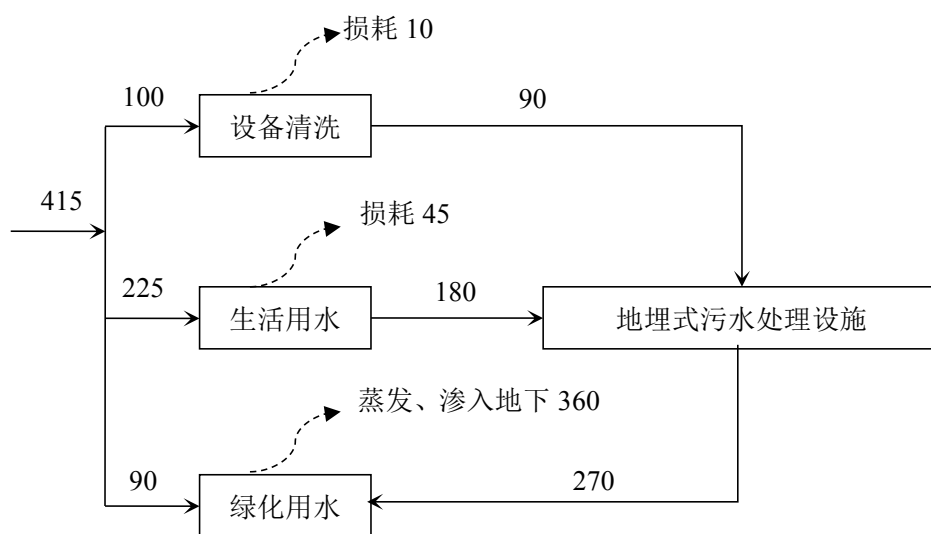 损耗 10
100
90
设备清洗
415
损耗 45
225
180
生活用水
地埋式污水处理设施
蒸发、渗入地下 360
90
270
绿化用水